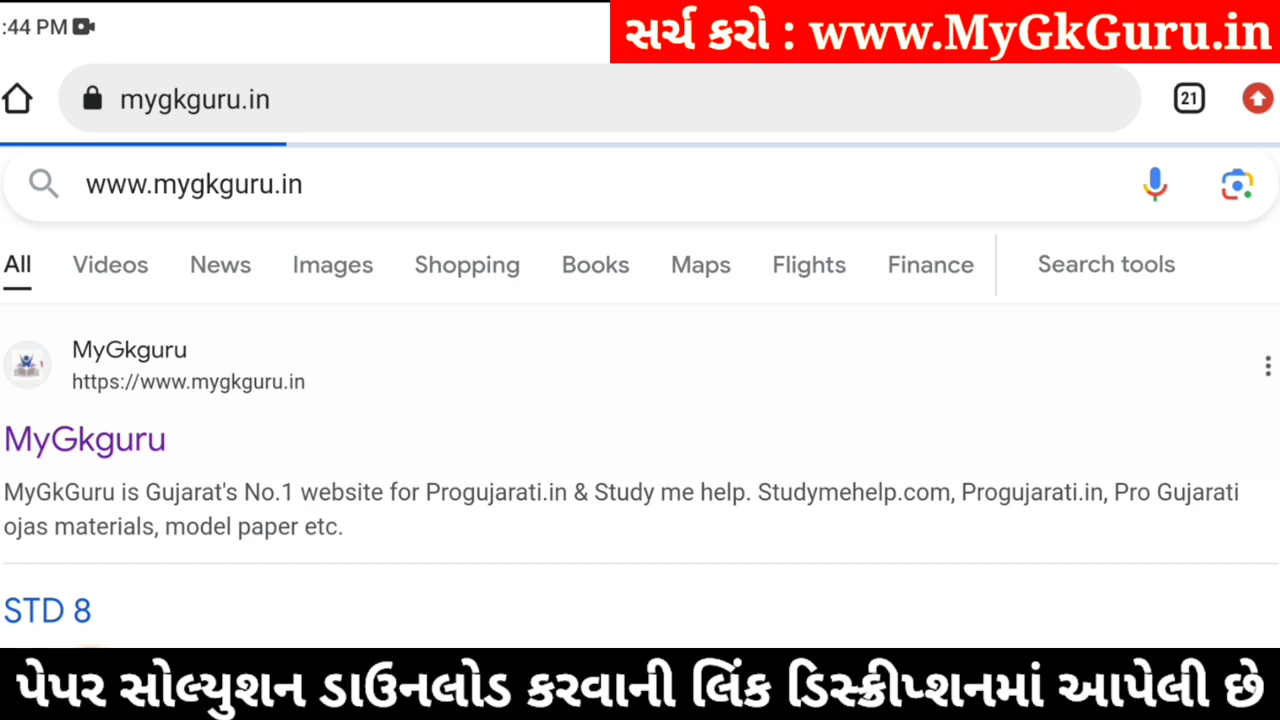 :44 PM
સર્ચ કરો : www.MyGkGuru.in
mygkguru.in
21
www.mygkguru.in
All Videos News Images Shopping Books Maps Flights Finance Search tools
MyGkguru
https://www.mygkguru.in
MyGkguru
MyGkGuru is Gujarat's No.1 website for Progujarati.in & Study me help. Studymehelp.com, Progujarati.in, Pro Gujarati
ojas materials, model paper etc.
STD 8
પેપર સોલ્યુશન ડાઉનલોડ કરવાની લિંક ડિસ્ક્રીપ્શનમાં આપેલી છે